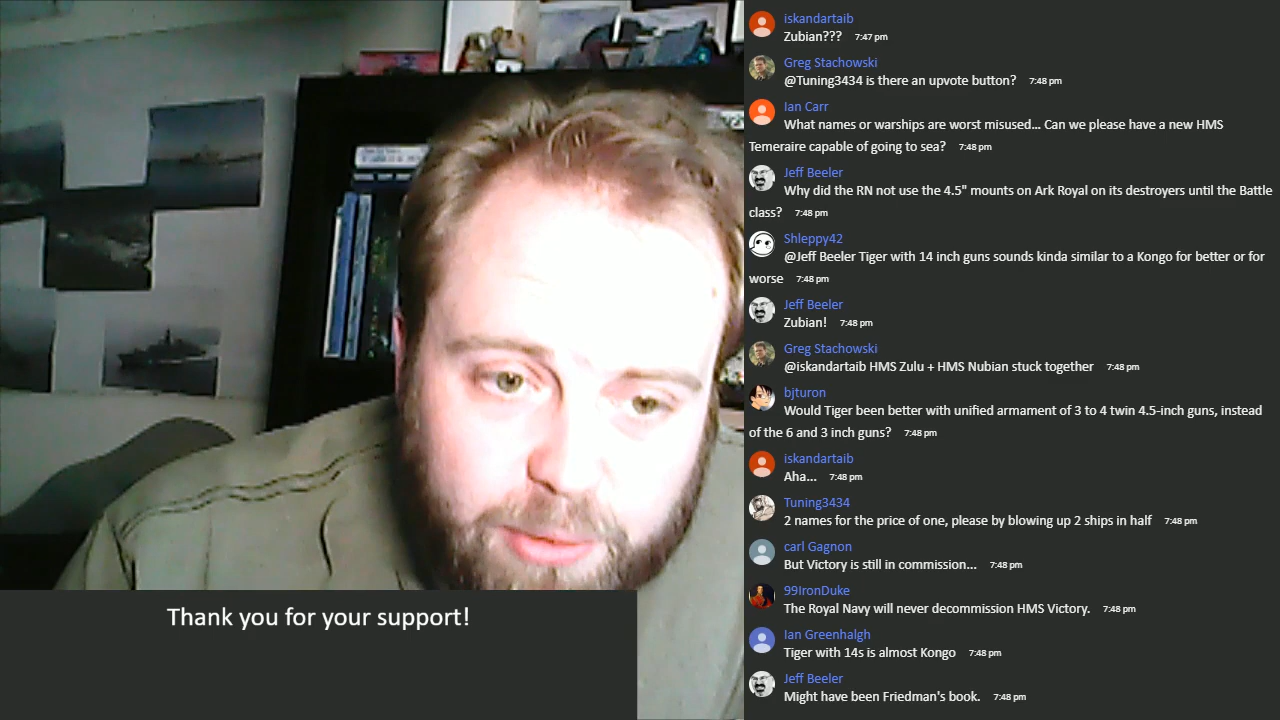 Thank you for your support!
iskandartaib
Zubian??? 7:47 pm
Greg Stachowski
@Tuning3434 is there an upvote button? 7:48 pm
Ian Carr
What names or warships are worst misused... Can we please have a new HMS
Temeraire capable of going to sea? 7:48 pm
Jeff Beeler
Why did the RN not use the 4.5" mounts on Ark Royal on its destroyers until the Battle
class? 7:48 pm
Shleppy42
@Jeff Beeler Tiger with 14 inch guns sounds kinda similar to a Kongo for better or for
worse 7:48 pm
Jeff Beeler
Zubian! 7:48 pm
Greg Stachowski
@iskandartaib HMS Zulu + HMS Nubian stuck together 7:48 pm
bjturon
Would Tiger been better with unified armament of 3 to 4 twin 4.5-inch guns, instead
of the 6 and 3 inch guns? 7:48 pm
iskandartaib
Aha... 7:48 pm
Tuning3434
2 names for the price of one, please by blowing up 2 ships in half 7:48 pm
carl Gagnon
But Victory is still in commission... 7:48 pm
99IronDuke
The Royal Navy will never decommission HMS Victory. 7:48 pm
Ian Greenhalgh
Tiger with 14s is almost Kongo 7:48 pm
Jeff Beeler
Might have been Friedman's book. 7:48 pm